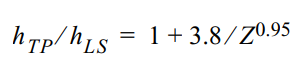 h_TP/h_LS = 1 + 3.8/Z^0.95